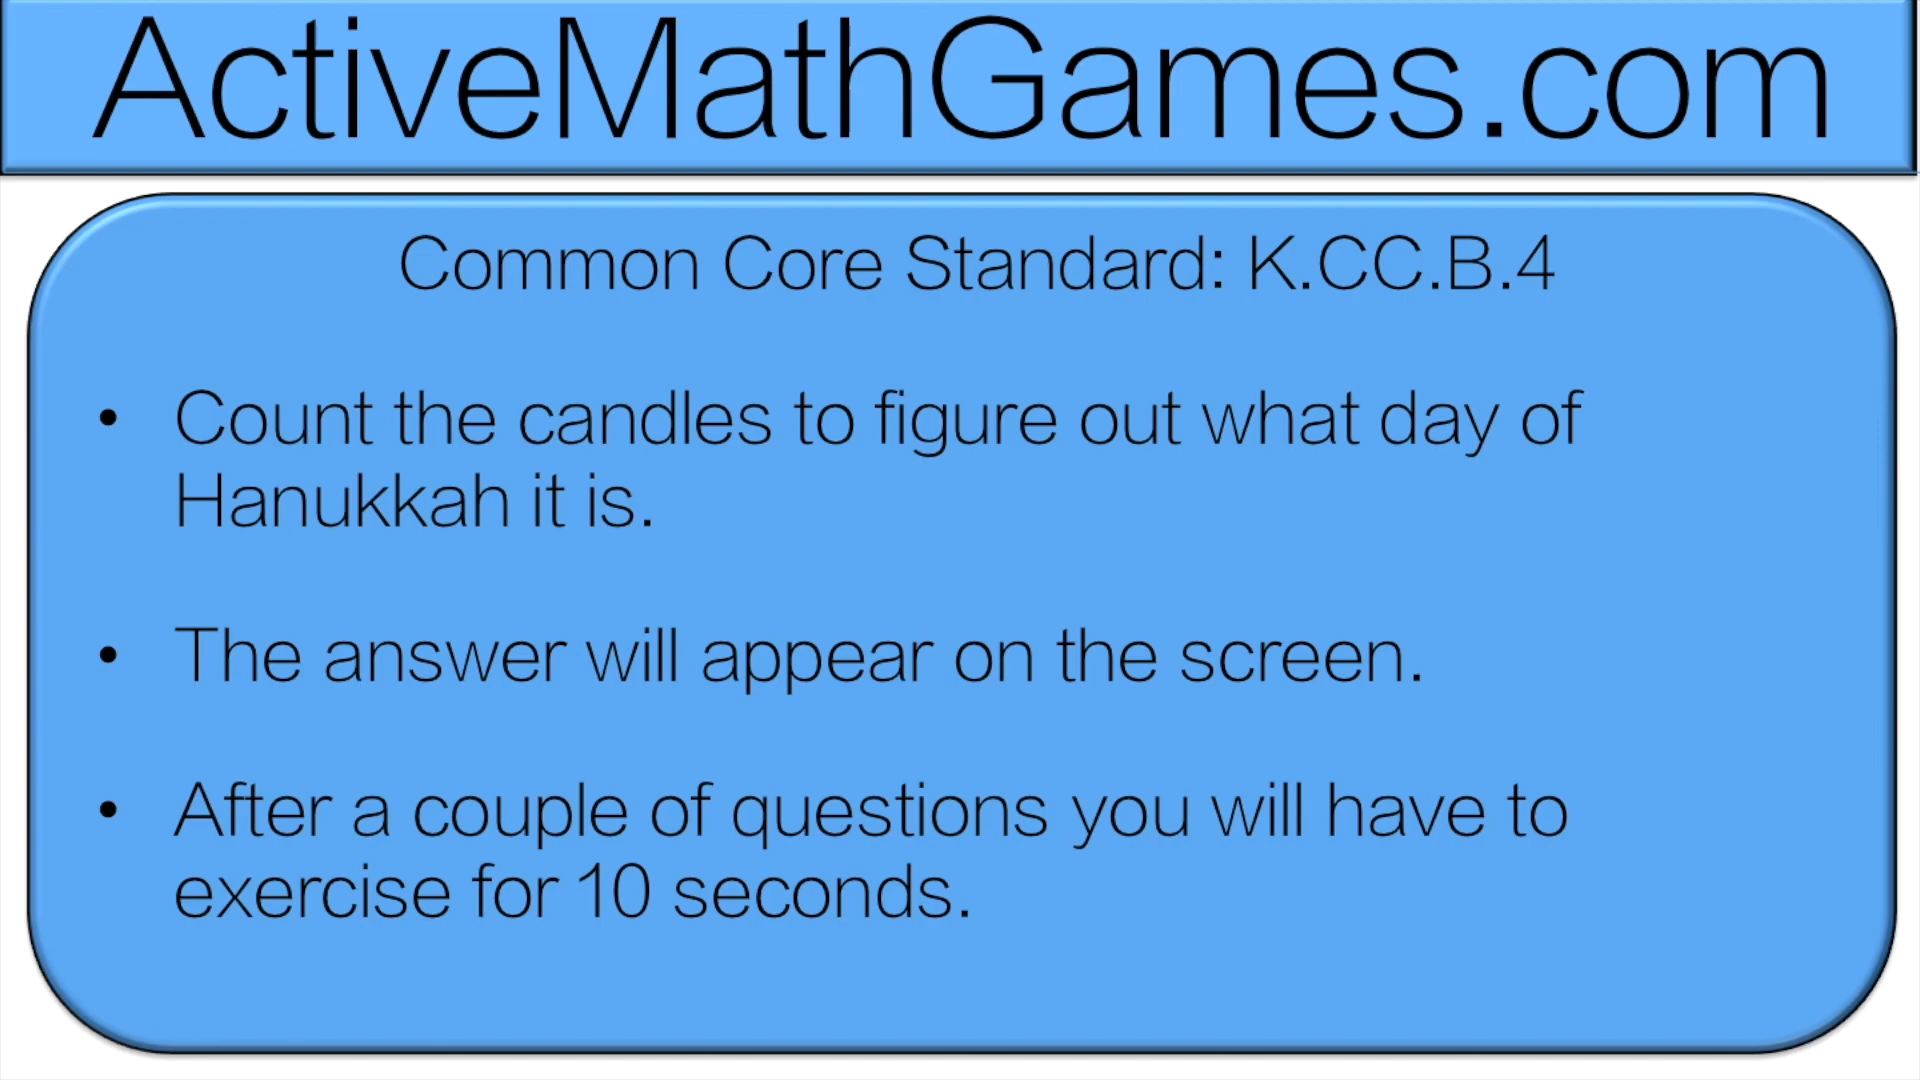 ActiveMathGames.com
Common Core Standard: K.CC.B.4
• Count the candles to figure out what day of
Hanukkah it is.
• The answer will appear on the screen.
• After a couple of questions you will have to
exercise for 10 seconds.